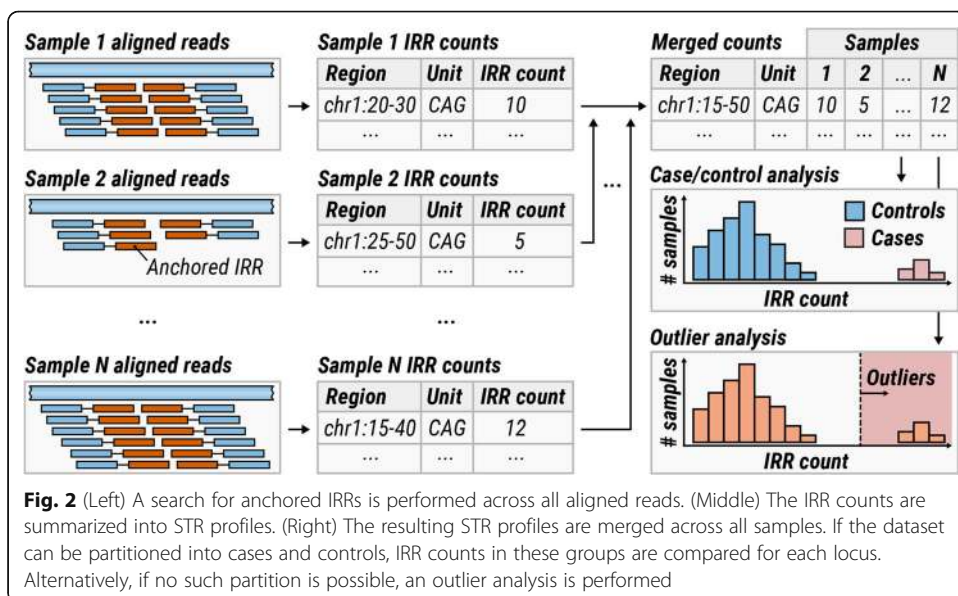 Sample 1 aligned reads
Sample 1 IRR counts
Region Unit IRR count
chr1:20-30 CAG 10
... ... ...
Sample 2 aligned reads
Anchored IRR
Sample 2 IRR counts
Region Unit IRR count
chr1:25-50 CAG 5
... ... ...
...
...
...
Sample N aligned reads
Sample N IRR counts
Region Unit IRR count
chr1:15-40 CAG 12
... ... ...
Merged counts Samples
Region Unit 1 2 ... N
chr1:15-50 CAG 10 5 ... 12
... ... ... ... ... ...
Case/control analysis
# samples
Controls
Cases
IRR count
Outlier analysis
# samples
Outliers
IRR count
Fig. 2 (Left) A search for anchored IRRs is performed across all aligned reads. (Middle) The IRR counts are
summarized into STR profiles. (Right) The resulting STR profiles are merged across all samples. If the dataset
can be partitioned into cases and controls, IRR counts in these groups are compared for each locus.
Alternatively, if no such partition is possible, an outlier analysis is performed